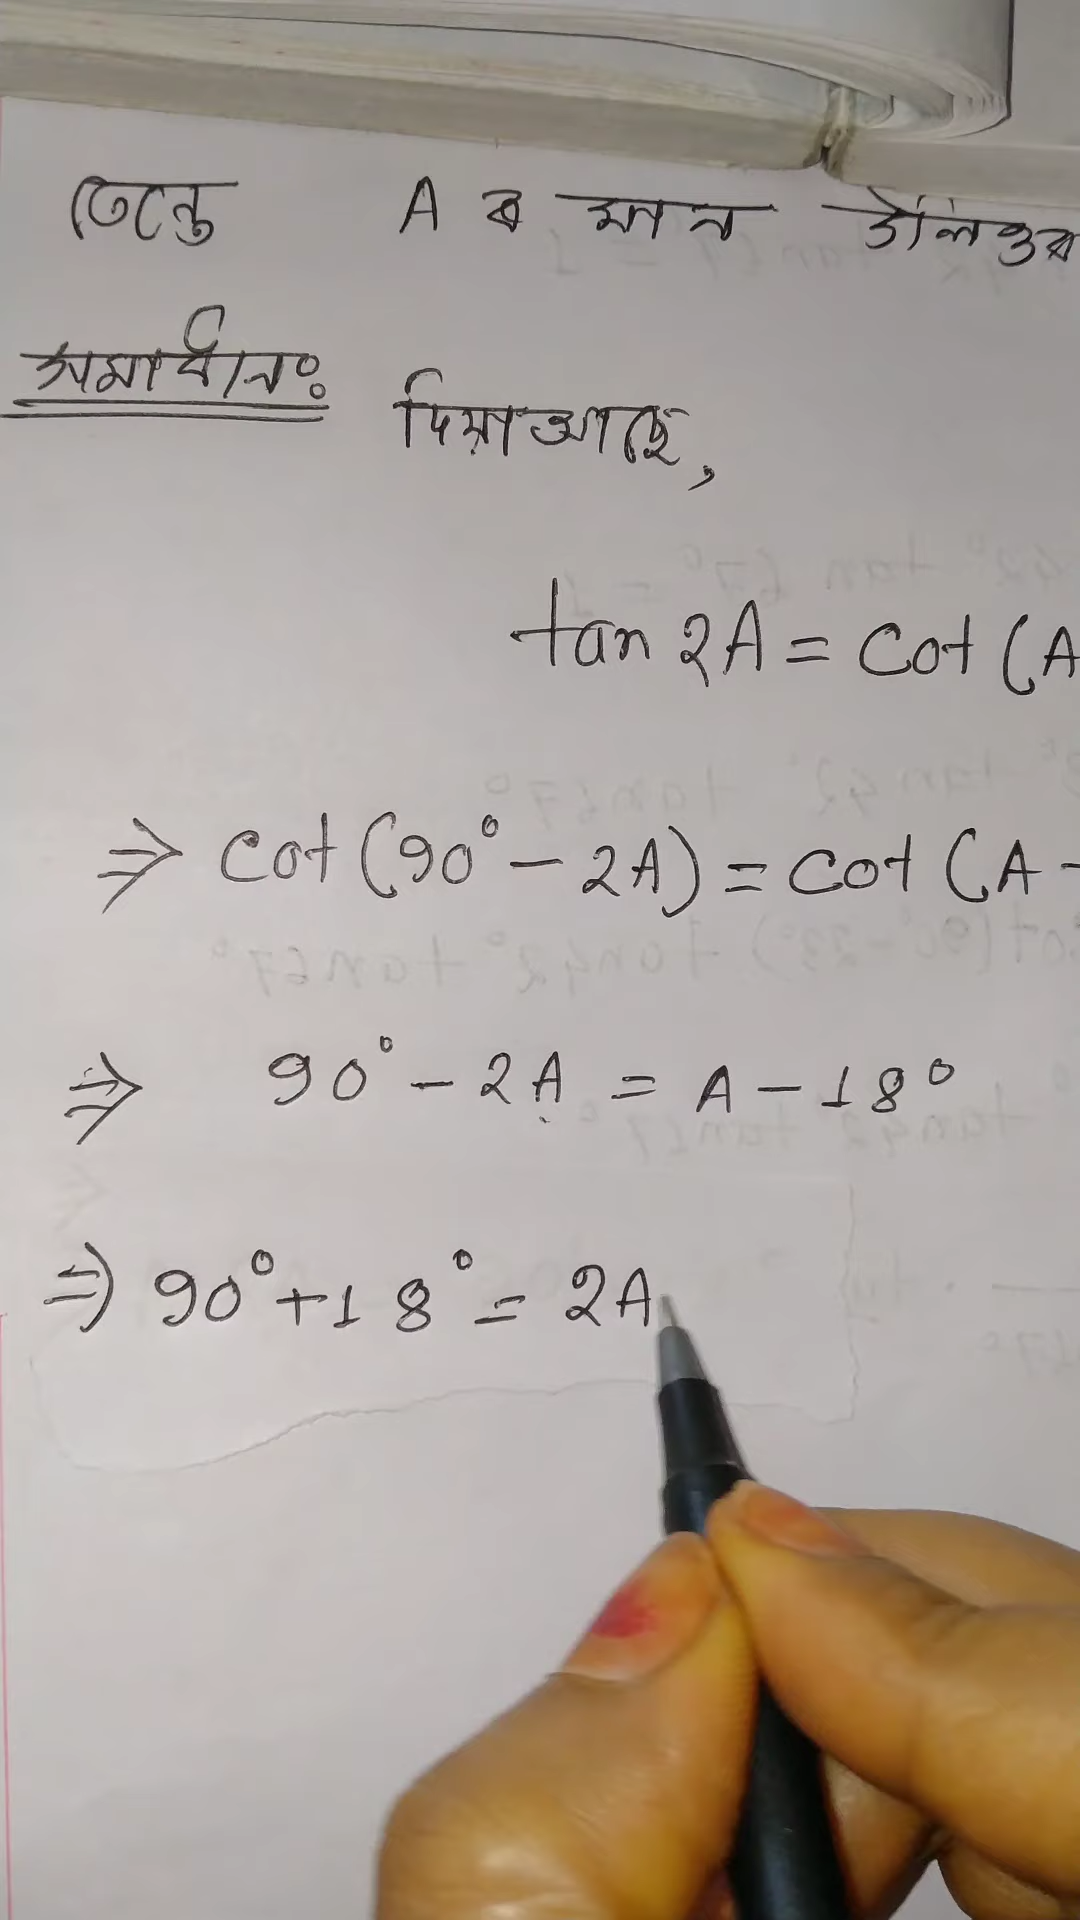 তেন্তে A ৰ মান উলিওৱ
সমাধানঃ দিয়া আছে,
tan 2A = cot (A
⇒ cot (90° − 2A) = cot (A −
⇒ 90° − 2A = A − 18°
⇒ 90° + 18° = 2A